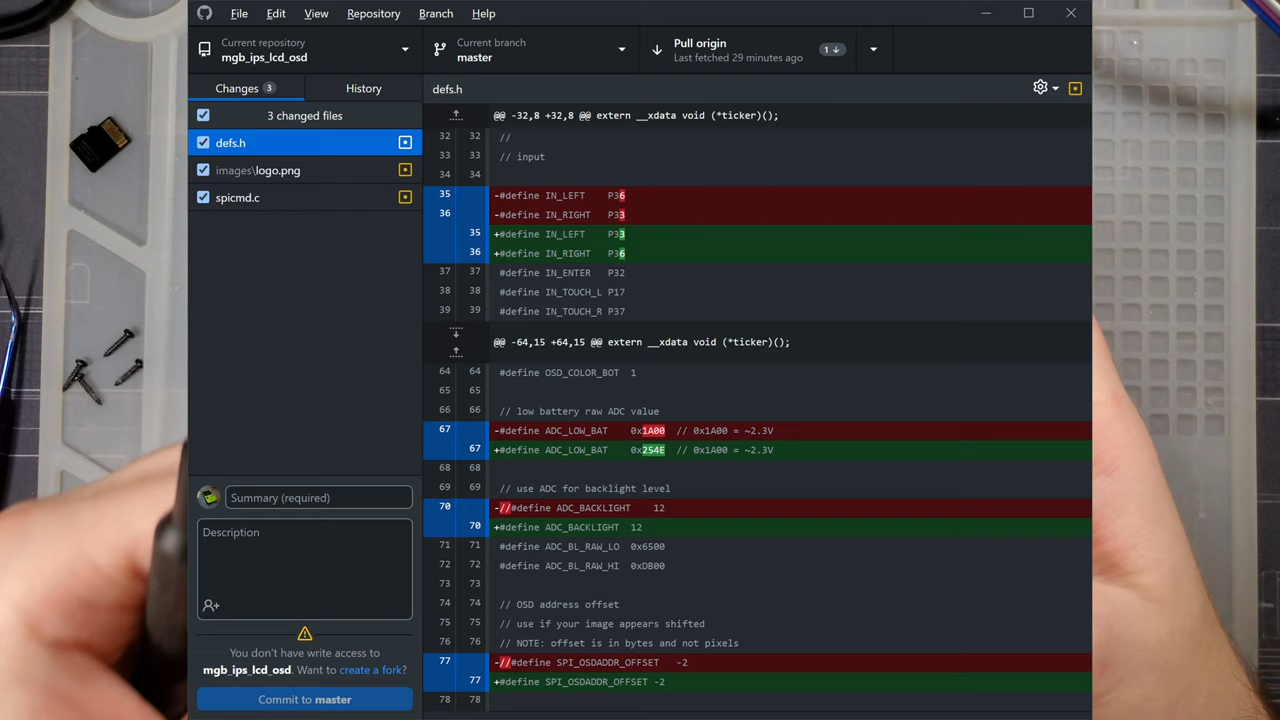 File Edit View Repository Branch Help
Current repository
mgb_ips_lcd_osd
Current branch
master
Pull origin
Last fetched 29 minutes ago
1↓
Changes 3
History
3 changed files
defs.h
images\logo.png
spicmd.c
Summary (required)
Description
You don't have write access to
mgb_ips_lcd_osd. Want to create a fork?
Commit to master
defs.h
@@ -32,8 +32,8 @@ extern __xdata void (*ticker)();
32 32 //
33 33 // input
34 34
35 -#define IN_LEFT P36
36 -#define IN_RIGHT P33
35 +#define IN_LEFT P33
36 +#define IN_RIGHT P36
37 37 #define IN_ENTER P32
38 38 #define IN_TOUCH_L P17
39 39 #define IN_TOUCH_R P37
@@ -64,15 +64,15 @@ extern __xdata void (*ticker)();
64 64 #define OSD_COLOR_BOT 1
65 65
66 66 // low battery raw ADC value
67 -#define ADC_LOW_BAT 0x1A00 // 0x1A00 = ~2.3V
67 +#define ADC_LOW_BAT 0x254E // 0x1A00 = ~2.3V
68 68
69 69 // use ADC for backlight level
70 -//#define ADC_BACKLIGHT 12
70 +#define ADC_BACKLIGHT 12
71 71 #define ADC_BL_RAW_LO 0x6500
72 72 #define ADC_BL_RAW_HI 0xDB00
73 73
74 74 // OSD address offset
75 75 // use if your image appears shifted
76 76 // NOTE: offset is in bytes and not pixels
77 -//#define SPI_OSDADDR_OFFSET -2
77 +#define SPI_OSDADDR_OFFSET -2
78 78